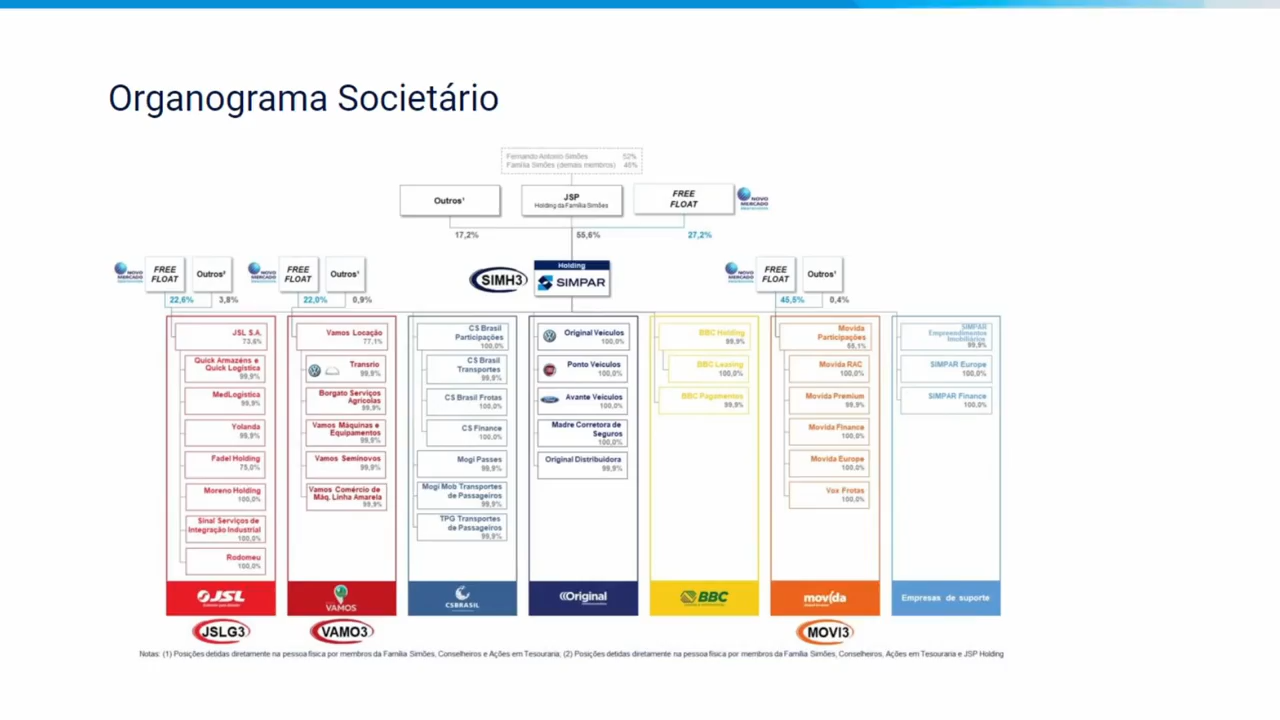 Organograma Societário
Fernando Antonio Simões 52%
Família Simões (demais membros) 48%
Outros¹
JSP
Holding da Família Simões
FREE
FLOAT
NOVO
MERCADO
17,2%
55,6%
27,2%
NOVO
MERCADO
FREE
FLOAT
Outros²
22,6%
3,8%
NOVO
MERCADO
FREE
FLOAT
Outros¹
22,0%
0,9%
SIMH3
Holding
SIMPAR
NOVO
MERCADO
FREE
FLOAT
Outros¹
45,5%
0,4%
JSL S.A.
73,6%
Quick Armazéns e
Quick Logística
99,9%
MedLogística
99,9%
Yolanda
99,9%
Fadel Holding
75,0%
Moreno Holding
100,0%
Sinal Serviços de
Integração Industrial
100,0%
Rodomeu
100,0%
JSL
JSLG3
Vamos Locação
77,1%
Transrio
99,9%
Borgato Serviços
Agrícolas
99,9%
Vamos Máquinas e
Equipamentos
99,9%
Vamos Seminovos
99,9%
Vamos Comércio de
Máq. Linha Amarela
99,9%
VAMOS
VAMO3
CS Brasil
Participações
100,0%
CS Brasil
Transportes
99,9%
CS Brasil Frotas
100,0%
CS Finance
100,0%
Mogi Passes
99,9%
Mogi Mob Transportes
de Passageiros
99,9%
TPG Transportes
de Passageiros
99,9%
CSBRASIL
Original Veículos
100,0%
Ponto Veículos
100,0%
Avante Veículos
100,0%
Madre Corretora de
Seguros
100,0%
Original Distribuidora
99,9%
Original
BBC Holding
99,9%
BBC Leasing
100,0%
BBC Pagamentos
99,9%
BBC
Movida
Participações
55,1%
Movida RAC
100,0%
Movida Premium
99,9%
Movida Finance
100,0%
Movida Europe
100,0%
Vox Frotas
100,0%
movida
MOVI3
SIMPAR
Empreendimentos
Imobiliários
99,9%
SIMPAR Europe
100,0%
SIMPAR Finance
100,0%
Empresas de suporte
Notas: (1) Posições detidas diretamente na pessoa física por membros da Família Simões, Conselheiros e Ações em Tesouraria; (2) Posições detidas diretamente na pessoa física por membros da Família Simões, Conselheiros, Ações em Tesouraria e JSP Holding